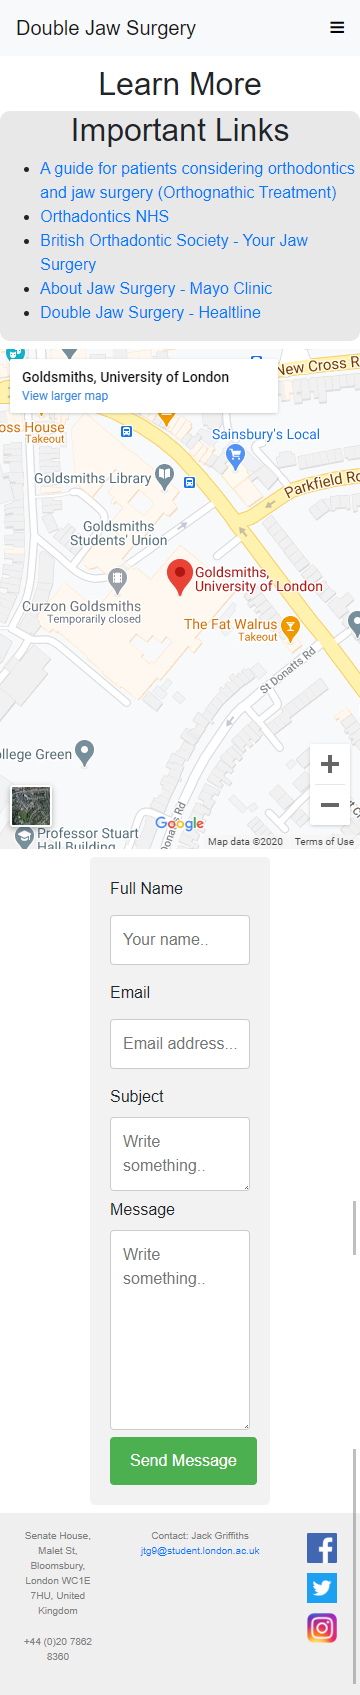 Double Jaw Surgery
Learn More
Important Links
A guide for patients considering orthodontics
and jaw surgery (Orthognathic Treatment)
Orthadontics NHS
British Orthadontic Society - Your Jaw
Surgery
About Jaw Surgery - Mayo Clinic
Double Jaw Surgery - Healtline
Goldsmiths, University of London
View larger map
New Cross R
oss House
Takeout
Sainsbury's Local
Goldsmiths Library
Parkfield Ro
Goldsmiths
Students' Union
Goldsmiths,
University of London
Curzon Goldsmiths
Temporarily closed
The Fat Walrus
Takeout
St Donatts Rd
llege Green
Donatts Rd
Google
Professor Stuart
Hall Building
Map data ©2020
Terms of Use
Full Name
Your name..
Email
Email address...
Subject
Write
something..
Message
Write
something..
Send Message
Senate House,
Malet St,
Bloomsbury,
London WC1E
7HU, United
Kingdom
+44 (0)20 7862
8360
Contact: Jack Griffiths
jtg9@student.london.ac.uk